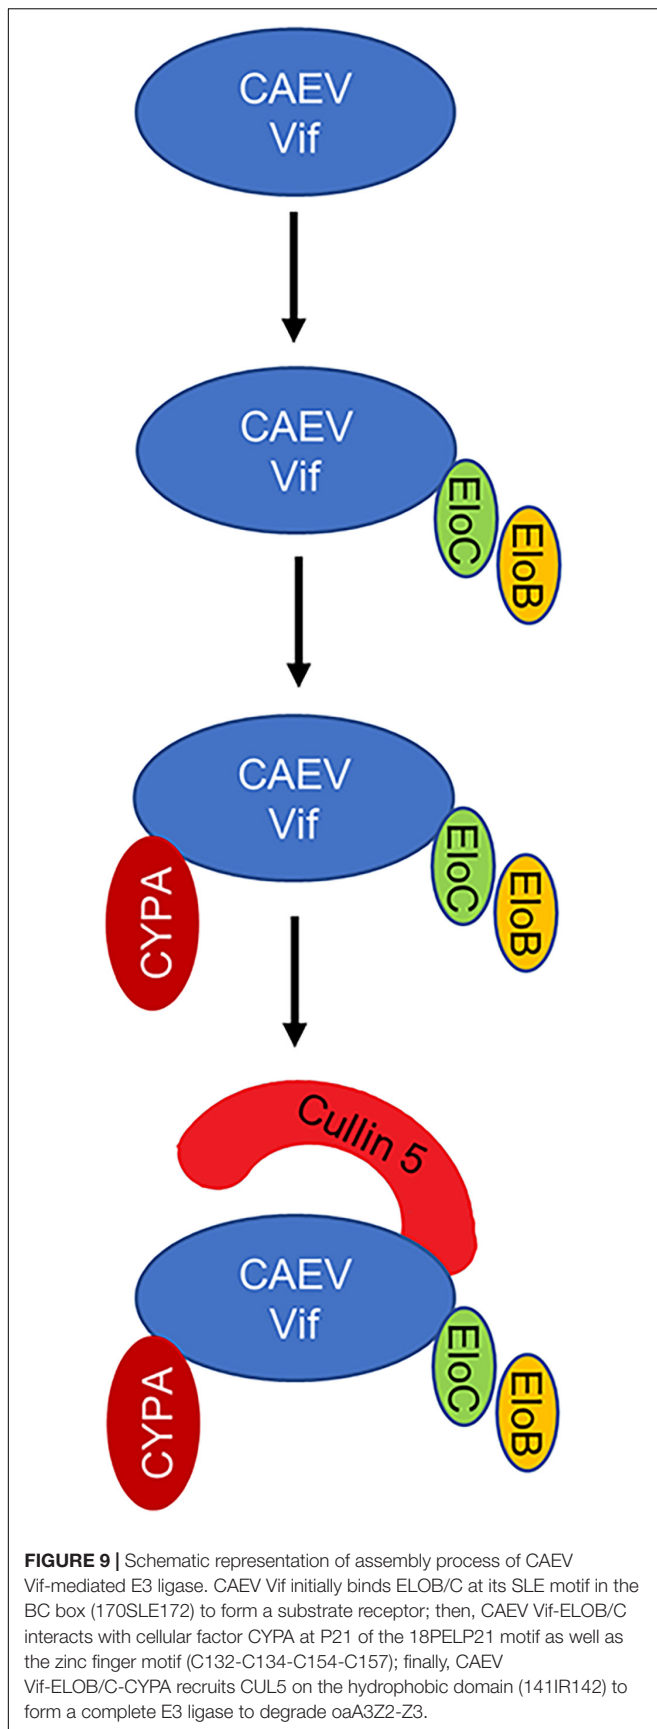 CAEV
Vif
CAEV
Vif
EloC
EloB
CAEV
Vif
EloC
EloB
CYPA
Cullin 5
CAEV
Vif
EloC
EloB
CYPA
FIGURE 9 | Schematic representation of assembly process of CAEV
Vif-mediated E3 ligase. CAEV Vif initially binds ELOB/C at its SLE motif in the
BC box (170SLE172) to form a substrate receptor; then, CAEV Vif-ELOB/C
interacts with cellular factor CYPA at P21 of the 18PELP21 motif as well as
the zinc finger motif (C132-C134-C154-C157); finally, CAEV
Vif-ELOB/C-CYPA recruits CUL5 on the hydrophobic domain (141IR142) to
form a complete E3 ligase to degrade oaA3Z2-Z3.